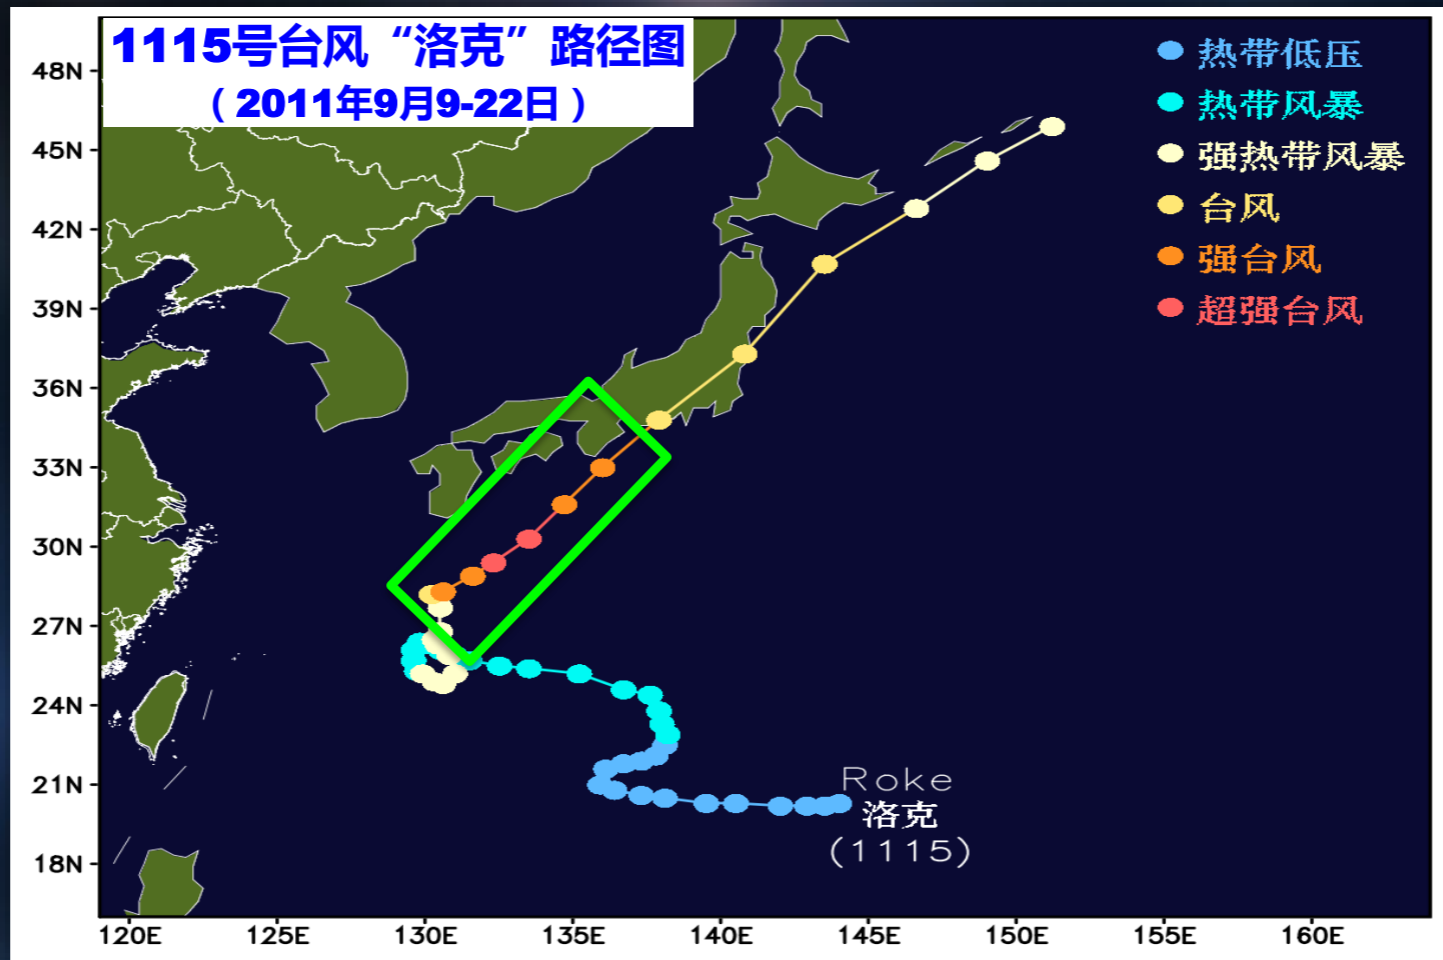 1115号台风“洛克”路径图
（2011年9月9-22日）
热带低压
热带风暴
强热带风暴
台风
强台风
超强台风
48N
45N
42N
39N
36N
33N
30N
27N
24N
21N
18N
Roke
洛克
(1115)
120E 125E 130E 135E 140E 145E 150E 155E 160E